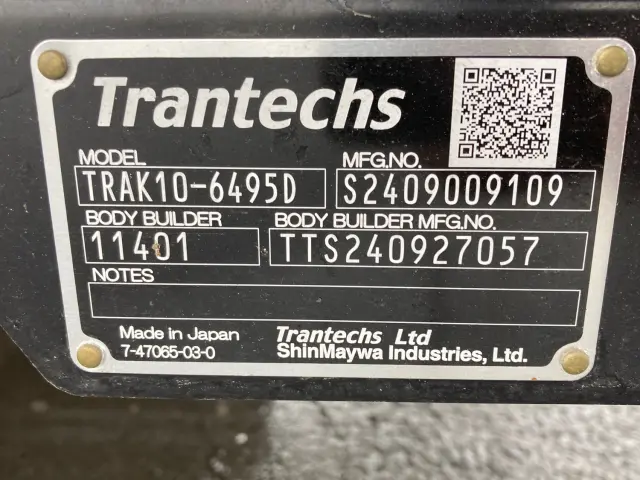 Trantechs
MODEL MFG.NO.
TRAK10-6495D S2409009109
BODY BUILDER BODY BUILDER MFG.NO.
11401 TTS240927057
NOTES
Made in Japan Trantechs Ltd
7-47065-03-0 ShinMaywa Industries, Ltd.